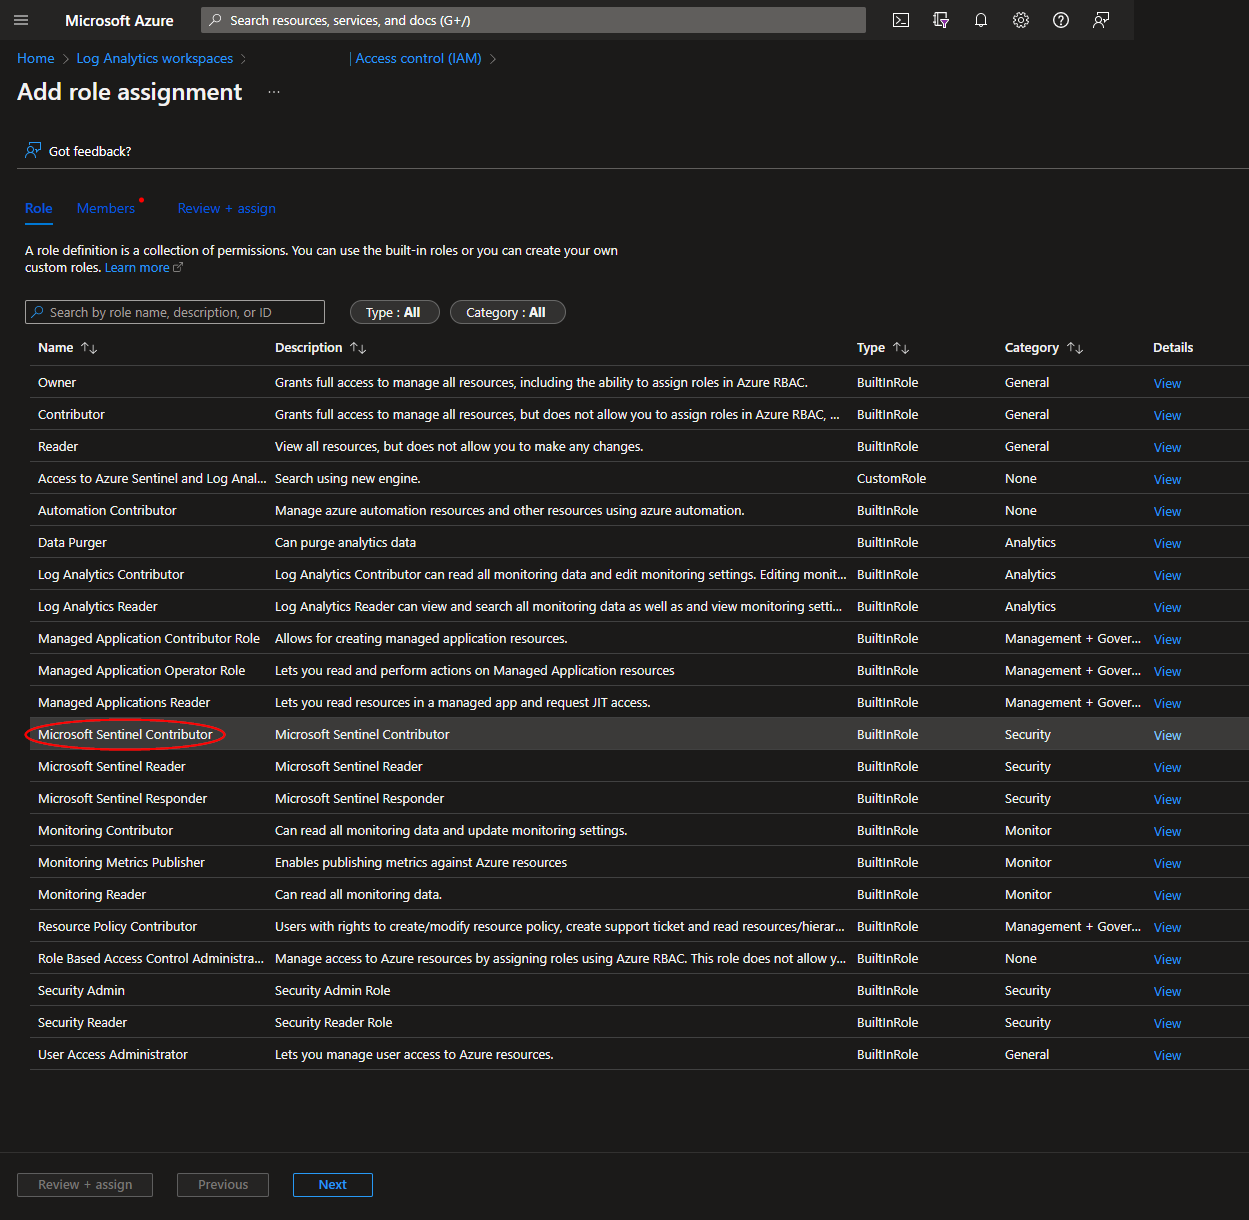 Microsoft Azure
Search resources, services, and docs (G+/)
Home > Log Analytics workspaces > | Access control (IAM) >
Add role assignment ...
Got feedback?
Role Members Review + assign
A role definition is a collection of permissions. You can use the built-in roles or you can create your own
custom roles. Learn more
Search by role name, description, or ID Type : All Category : All
Name Description Type Category Details
Owner Grants full access to manage all resources, including the ability to assign roles in Azure RBAC. BuiltInRole General View
Contributor Grants full access to manage all resources, but does not allow you to assign roles in Azure RBAC, ... BuiltInRole General View
Reader View all resources, but does not allow you to make any changes. BuiltInRole General View
Access to Azure Sentinel and Log Anal... Search using new engine. CustomRole None View
Automation Contributor Manage azure automation resources and other resources using azure automation. BuiltInRole None View
Data Purger Can purge analytics data BuiltInRole Analytics View
Log Analytics Contributor Log Analytics Contributor can read all monitoring data and edit monitoring settings. Editing monit... BuiltInRole Analytics View
Log Analytics Reader Log Analytics Reader can view and search all monitoring data as well as and view monitoring setti... BuiltInRole Analytics View
Managed Application Contributor Role Allows for creating managed application resources. BuiltInRole Management + Gover... View
Managed Application Operator Role Lets you read and perform actions on Managed Application resources BuiltInRole Management + Gover... View
Managed Applications Reader Lets you read resources in a managed app and request JIT access. BuiltInRole Management + Gover... View
Microsoft Sentinel Contributor Microsoft Sentinel Contributor BuiltInRole Security View
Microsoft Sentinel Reader Microsoft Sentinel Reader BuiltInRole Security View
Microsoft Sentinel Responder Microsoft Sentinel Responder BuiltInRole Security View
Monitoring Contributor Can read all monitoring data and update monitoring settings. BuiltInRole Monitor View
Monitoring Metrics Publisher Enables publishing metrics against Azure resources BuiltInRole Monitor View
Monitoring Reader Can read all monitoring data. BuiltInRole Monitor View
Resource Policy Contributor Users with rights to create/modify resource policy, create support ticket and read resources/hierar... BuiltInRole Management + Gover... View
Role Based Access Control Administra... Manage access to Azure resources by assigning roles using Azure RBAC. This role does not allow y... BuiltInRole None View
Security Admin Security Admin Role BuiltInRole Security View
Security Reader Security Reader Role BuiltInRole Security View
User Access Administrator Lets you manage user access to Azure resources. BuiltInRole General View
Review + assign Previous Next